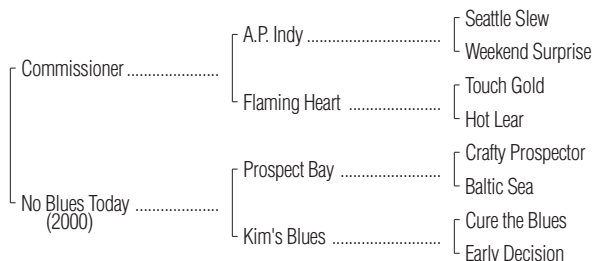 Seattle Slew
A.P. Indy ........................
Weekend Surprise
Commissioner .....................
Touch Gold
Flaming Heart .....................
Hot Lear
Crafty Prospector
Prospect Bay .......................
Baltic Sea
No Blues Today ...................
(2000)
Cure the Blues
Kim's Blues .........................
Early Decision